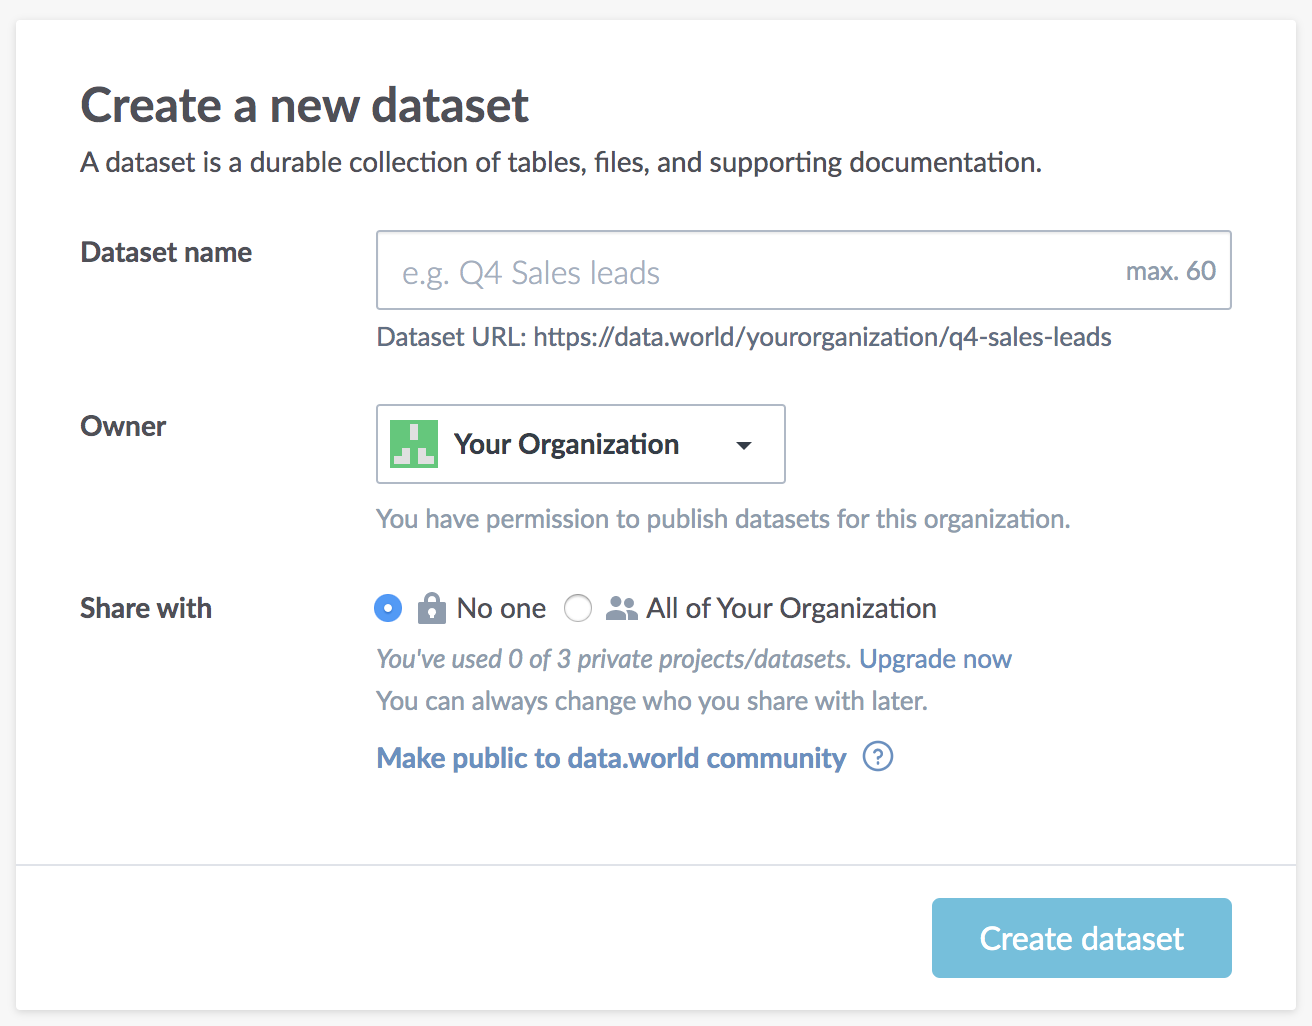 Create a new dataset
A dataset is a durable collection of tables, files, and supporting documentation.
Dataset name
e.g. Q4 Sales leads
max. 60
Dataset URL: https://data.world/yourorganization/q4-sales-leads
Owner
Your Organization
You have permission to publish datasets for this organization.
Share with
No one
All of Your Organization
You've used 0 of 3 private projects/datasets. Upgrade now
You can always change who you share with later.
Make public to data.world community ?
Create dataset